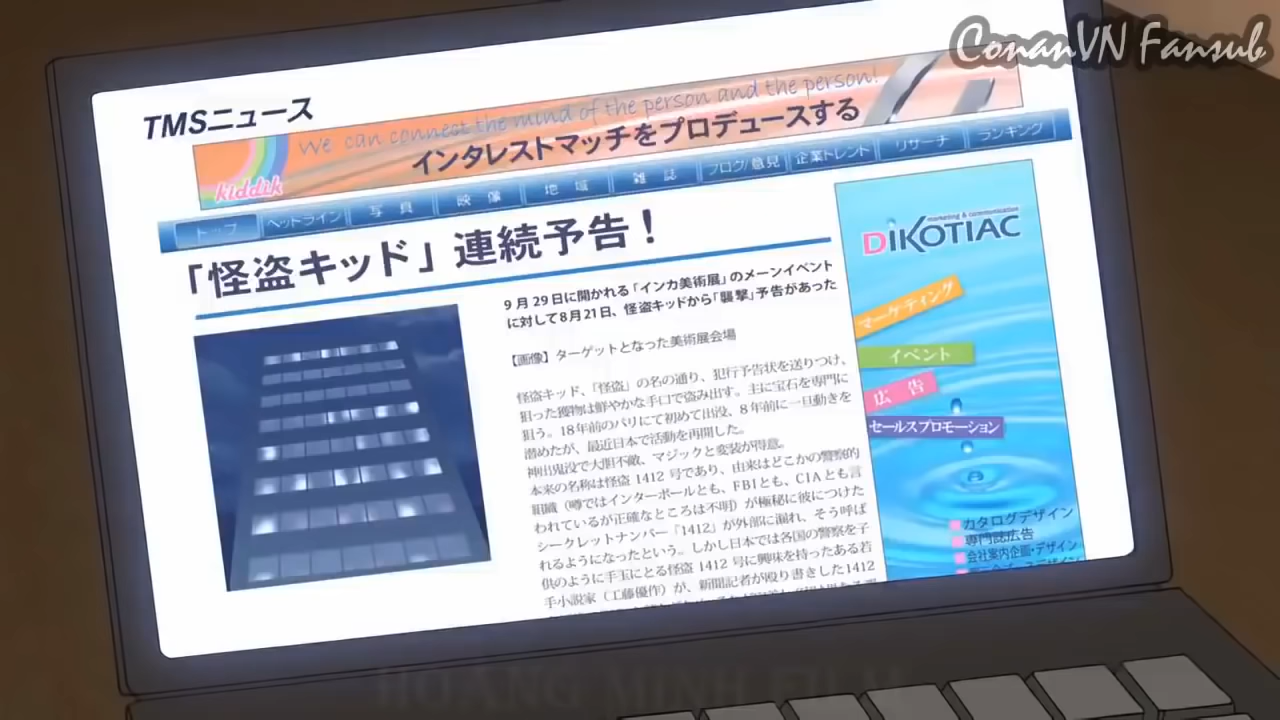 ConanVN Fansub
TMSニュース
We can connect the mind of the person and the person!
インタレストマッチをプロデュースする
kiddik
トップ ヘッドライン 写真 映像 地域 雑誌 ブログ/意見 企業トレンド リサーチ ランキング
「怪盗キッド」連続予告！
9月29日に開かれる「インカ美術展」のメーンイベント
に対して8月21日、怪盗キッドから「襲撃」予告があった
【画像】ターゲットとなった美術展会場
怪盗キッド、「怪盗」の名の通り、犯行予告状を送りつけ、
狙った獲物は鮮やかな手口で盗み出す。主に宝石を専門に
狙う。18年前のパリにて初めて出没、8年前に一旦動きを
潜めたが、最近日本で活動を再開した。
神出鬼没で大胆不敵、マジックと変装が得意。
本来の名称は怪盗1412号であり、由来はどこかの警察的
組織（噂ではインターポールとも、FBIとも、CIAとも言
われているが正確なところは不明）が極秘に彼につけた
シークレットナンバー「1412」が外部に漏れ、そう呼ば
れるようになったという。しかし日本では各国の警察を子
供のように手玉にとる怪盗1412号に興味を持ったある若
手小説家（工藤優作）が、新聞記者が殴り書きした1412
DIKOTIAC
marketing & communication
マーケティング
イベント
広告
セールスプロモーション
カタログデザイン
専門誌広告
会社案内企画・デザイン
HOANG MINH FILM